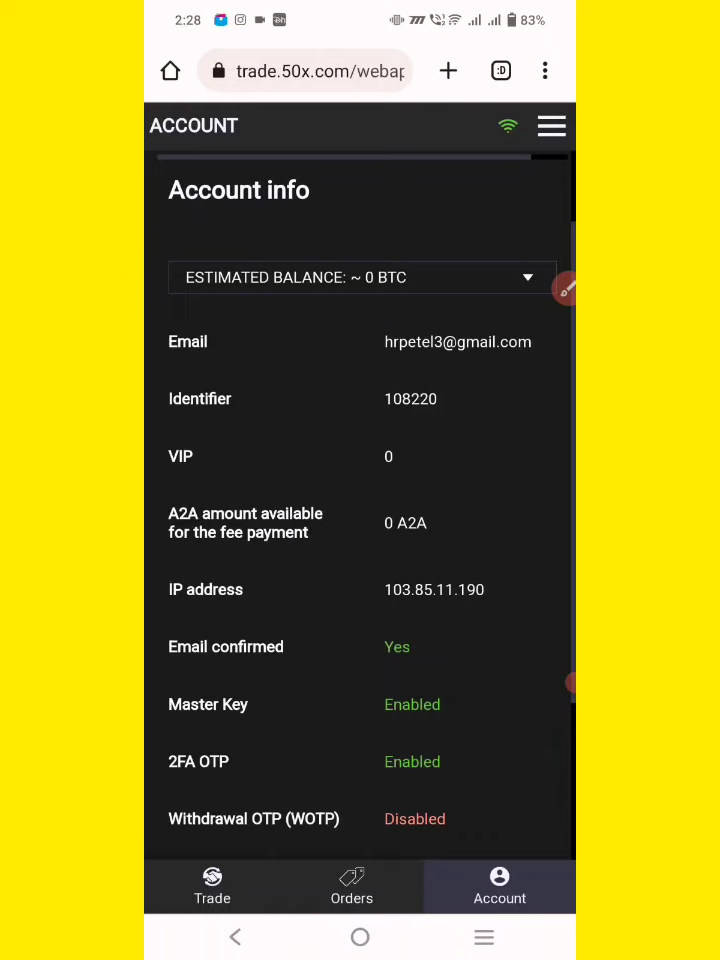 2:28
83%
:D
trade.50x.com/webap
ACCOUNT
Account info
ESTIMATED BALANCE: ~ 0 BTC
Email hrpetel3@gmail.com
Identifier 108220
VIP 0
A2A amount available
for the fee payment 0 A2A
IP address 103.85.11.190
Email confirmed Yes
Master Key Enabled
2FA OTP Enabled
Withdrawal OTP (WOTP) Disabled
Trade Orders Account